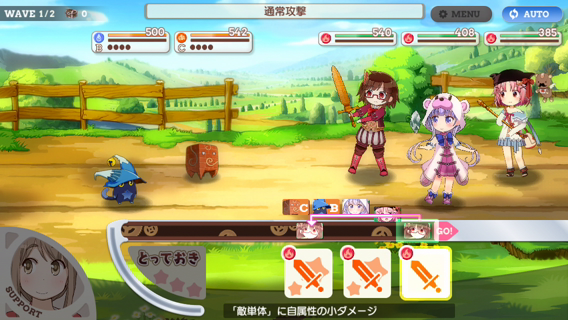 WAVE 1/2 0
通常攻撃
MENU
AUTO
B 500
C 542
540
408
385
C B
GO!
とっておき
SUPPORT
「敵単体」に自属性の小ダメージ